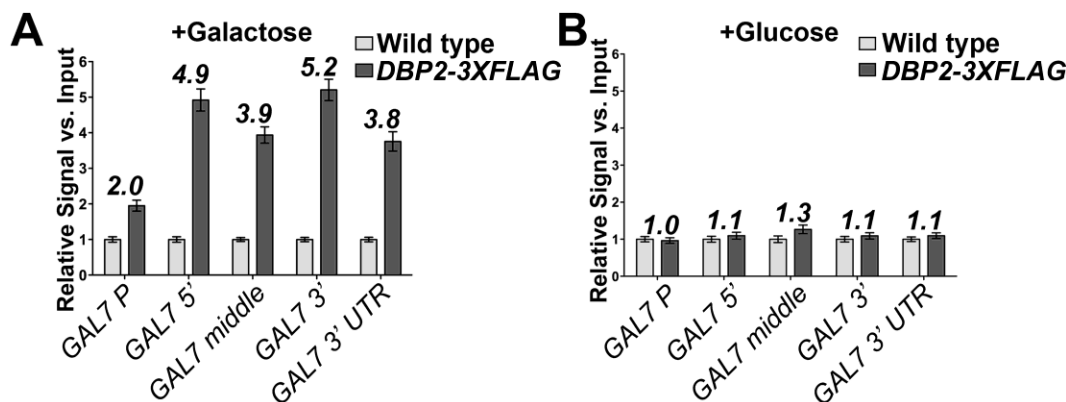 A
+Galactose
Wild type
DBP2-3XFLAG
Relative Signal vs. Input
6
5
4
3
2
1
0
2.0
4.9
3.9
5.2
3.8
GAL7 P
GAL7 5'
GAL7 middle
GAL7 3'
GAL7 3' UTR
B
+Glucose
Wild type
DBP2-3XFLAG
Relative Signal vs. Input
6
5
4
3
2
1
0
1.0
1.1
1.3
1.1
1.1
GAL7 P
GAL7 5'
GAL7 middle
GAL7 3'
GAL7 3' UTR